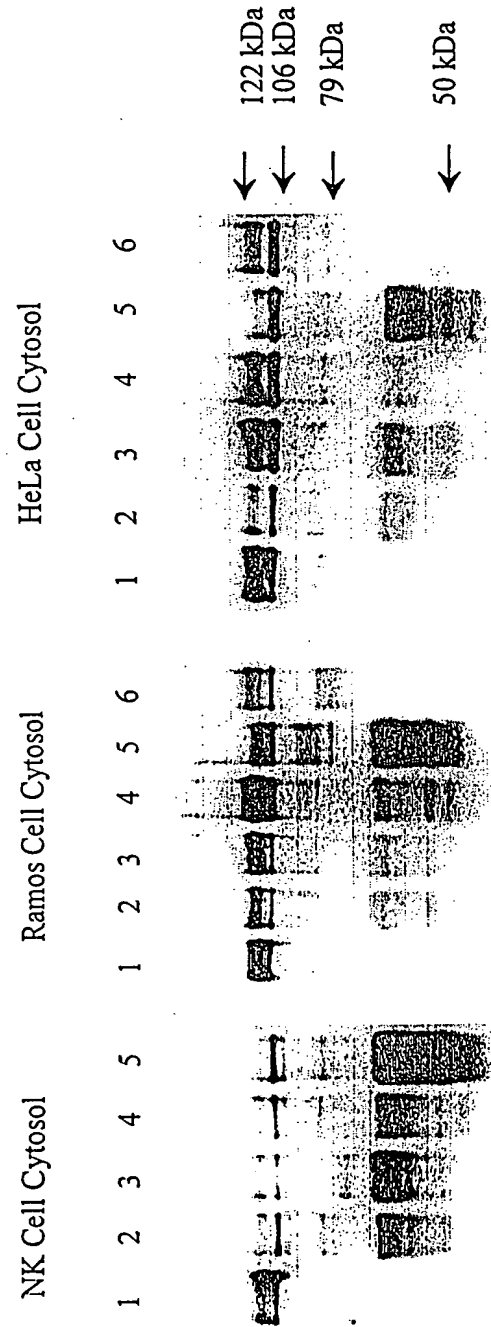 NK Cell Cytosol
1 2 3 4 5
Ramos Cell Cytosol
1 2 3 4 5 6
HeLa Cell Cytosol
1 2 3 4 5 6
122 kDa
106 kDa
79 kDa
50 kDa